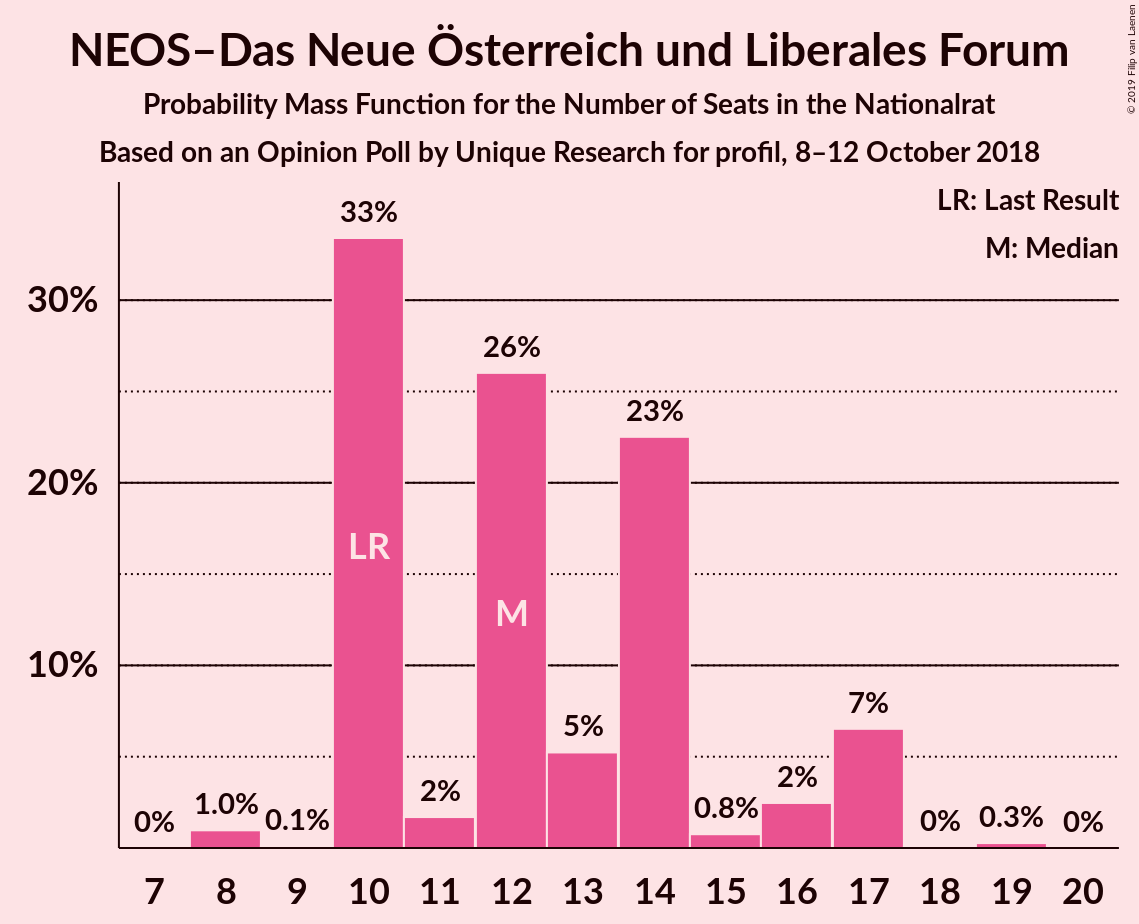 NEOS–Das Neue Österreich und Liberales Forum
Probability Mass Function for the Number of Seats in the Nationalrat
Based on an Opinion Poll by Unique Research for profil, 8–12 October 2018
© 2019 Filip van Laenen
LR: Last Result
M: Median
30%
20%
10%
0%
1.0%
0.1%
33%
2%
26%
5%
23%
0.8%
2%
7%
0%
0.3%
0%
LR
M
7 8 9 10 11 12 13 14 15 16 17 18 19 20